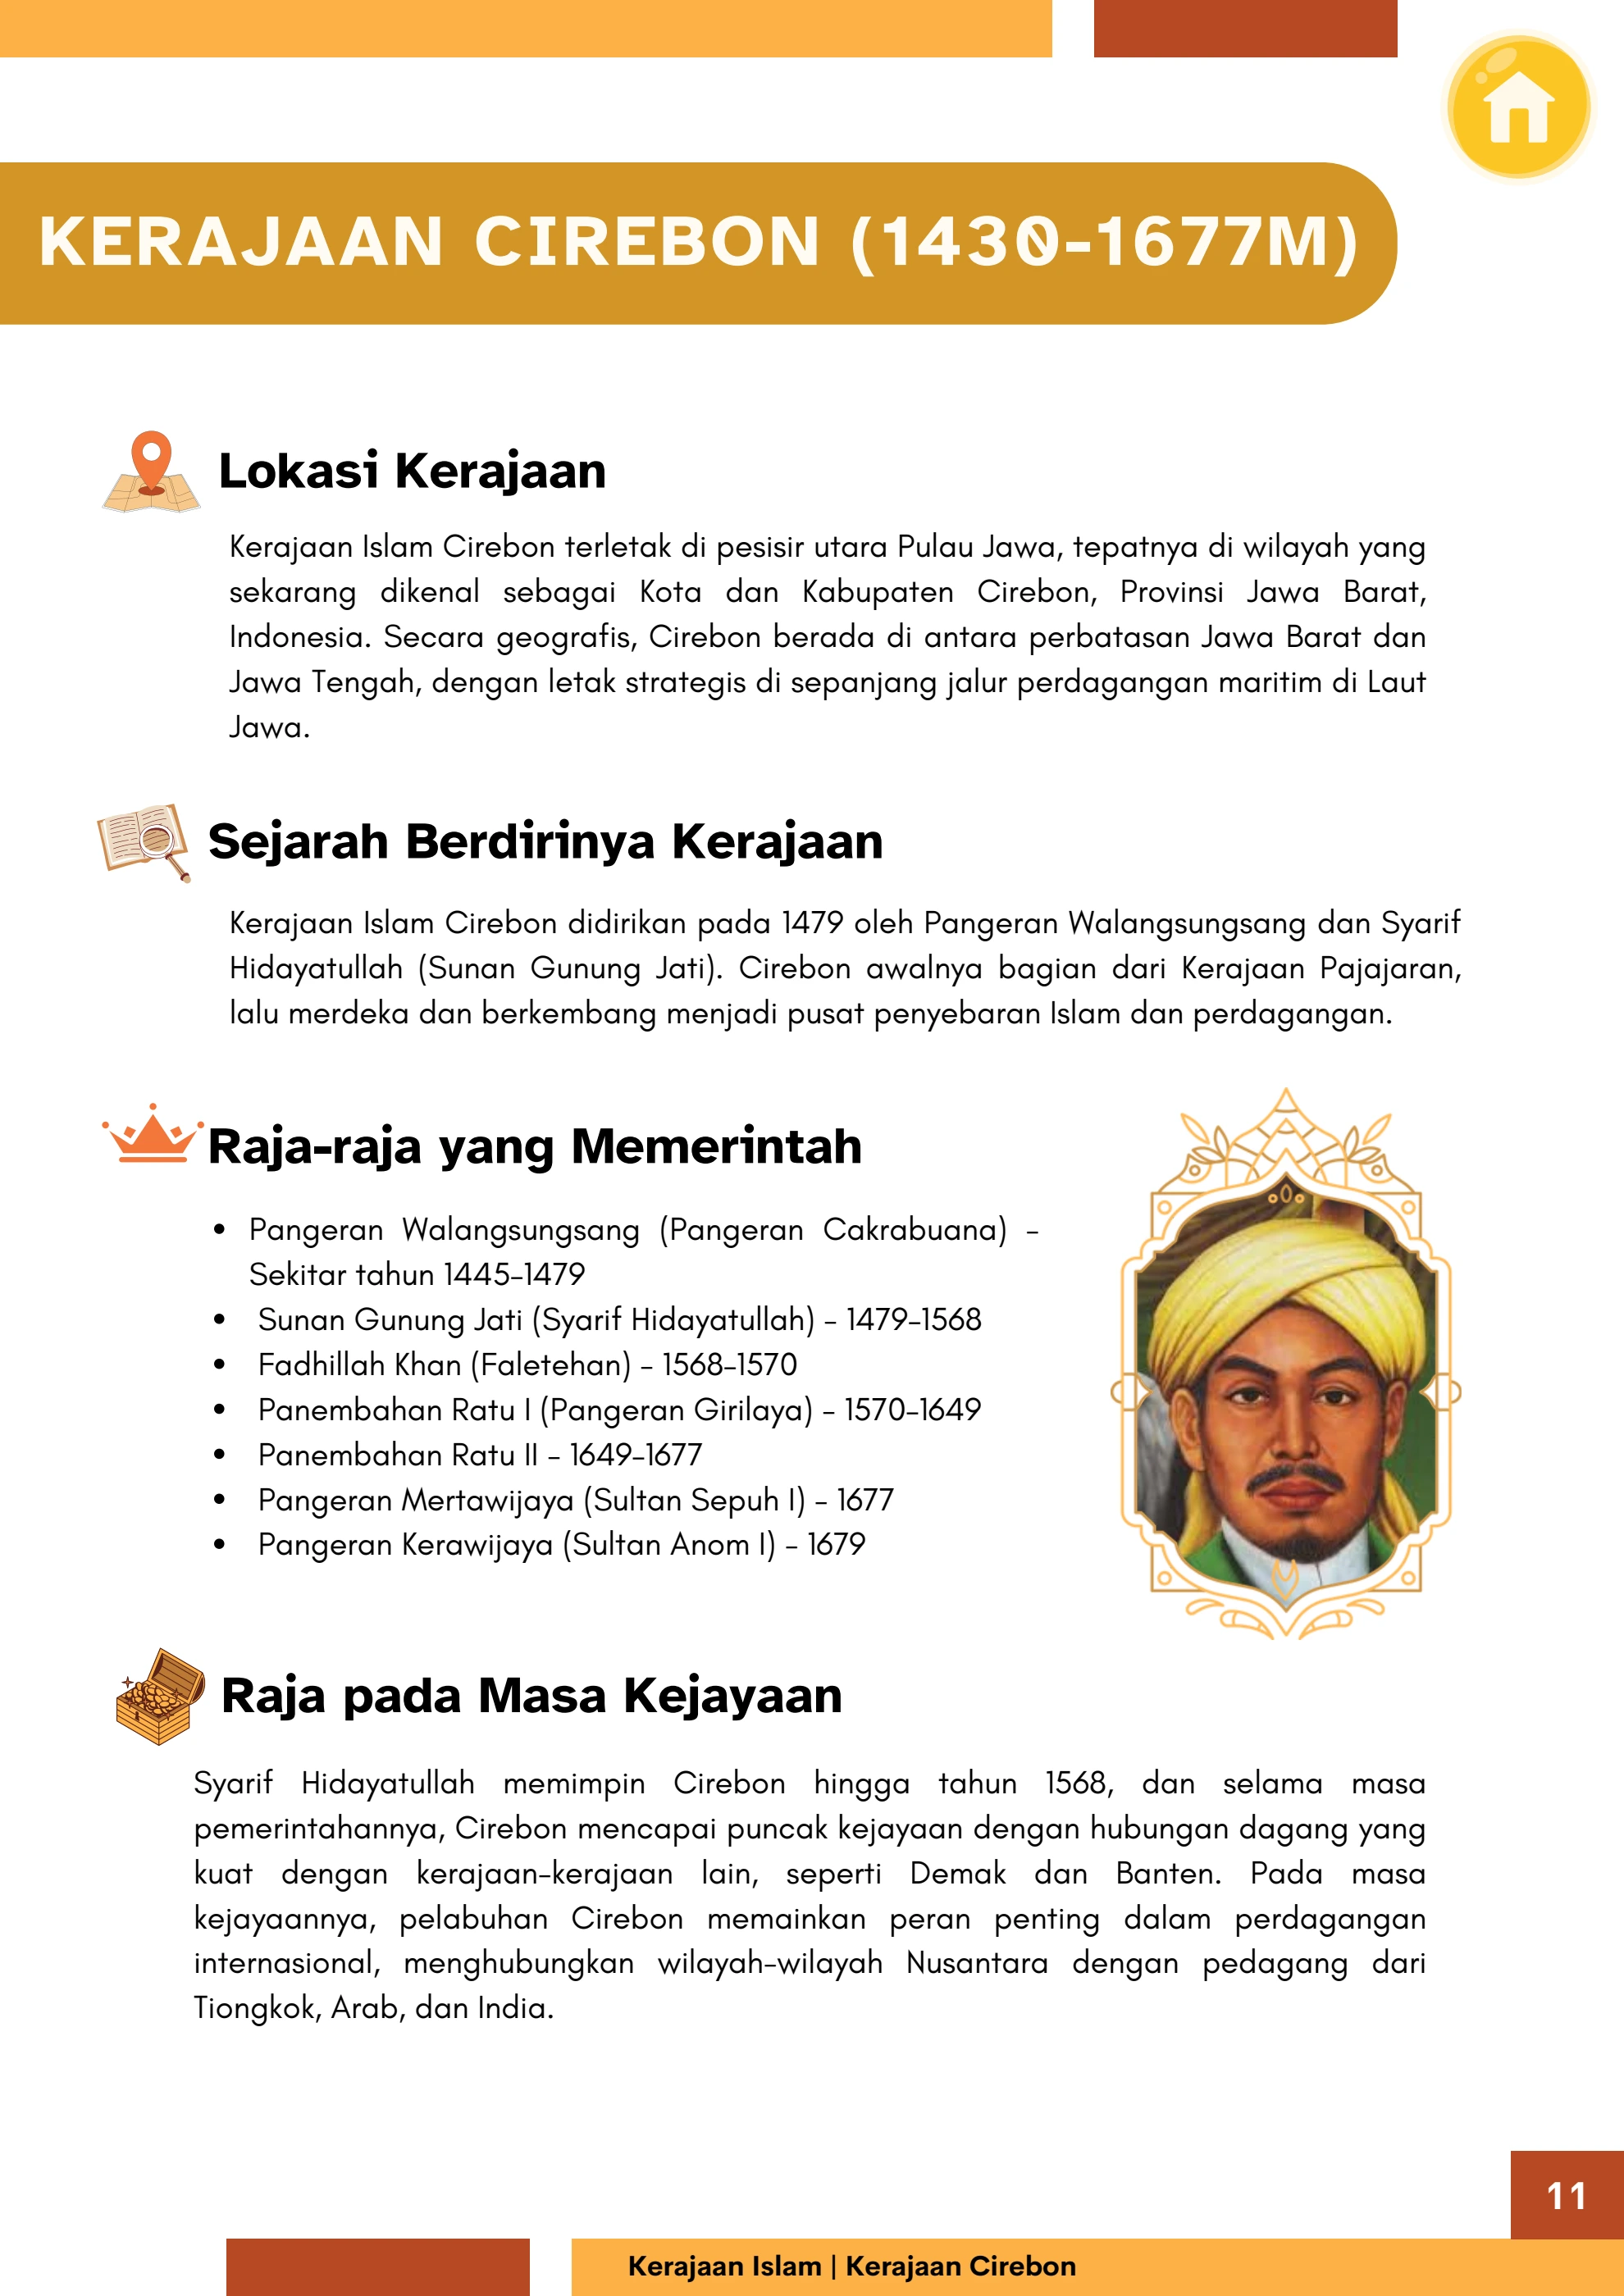 KERAJAAN CIREBON (1430-1677M)
Lokasi Kerajaan
Kerajaan Islam Cirebon terletak di pesisir utara Pulau Jawa, tepatnya di wilayah yang
sekarang dikenal sebagai Kota dan Kabupaten Cirebon, Provinsi Jawa Barat,
Indonesia. Secara geografis, Cirebon berada di antara perbatasan Jawa Barat dan
Jawa Tengah, dengan letak strategis di sepanjang jalur perdagangan maritim di Laut
Jawa.
Sejarah Berdirinya Kerajaan
Kerajaan Islam Cirebon didirikan pada 1479 oleh Pangeran Walangsungsang dan Syarif
Hidayatullah (Sunan Gunung Jati). Cirebon awalnya bagian dari Kerajaan Pajajaran,
lalu merdeka dan berkembang menjadi pusat penyebaran Islam dan perdagangan.
Raja-raja yang Memerintah
• Pangeran Walangsungsang (Pangeran Cakrabuana) –
Sekitar tahun 1445–1479
• Sunan Gunung Jati (Syarif Hidayatullah) – 1479–1568
• Fadhillah Khan (Faletehan) – 1568–1570
• Panembahan Ratu I (Pangeran Girilaya) – 1570–1649
• Panembahan Ratu II – 1649–1677
• Pangeran Mertawijaya (Sultan Sepuh I) – 1677
• Pangeran Kerawijaya (Sultan Anom I) – 1679
Raja pada Masa Kejayaan
Syarif Hidayatullah memimpin Cirebon hingga tahun 1568, dan selama masa
pemerintahannya, Cirebon mencapai puncak kejayaan dengan hubungan dagang yang
kuat dengan kerajaan-kerajaan lain, seperti Demak dan Banten. Pada masa
kejayaannya, pelabuhan Cirebon memainkan peran penting dalam perdagangan
internasional, menghubungkan wilayah-wilayah Nusantara dengan pedagang dari
Tiongkok, Arab, dan India.
11
Kerajaan Islam | Kerajaan Cirebon